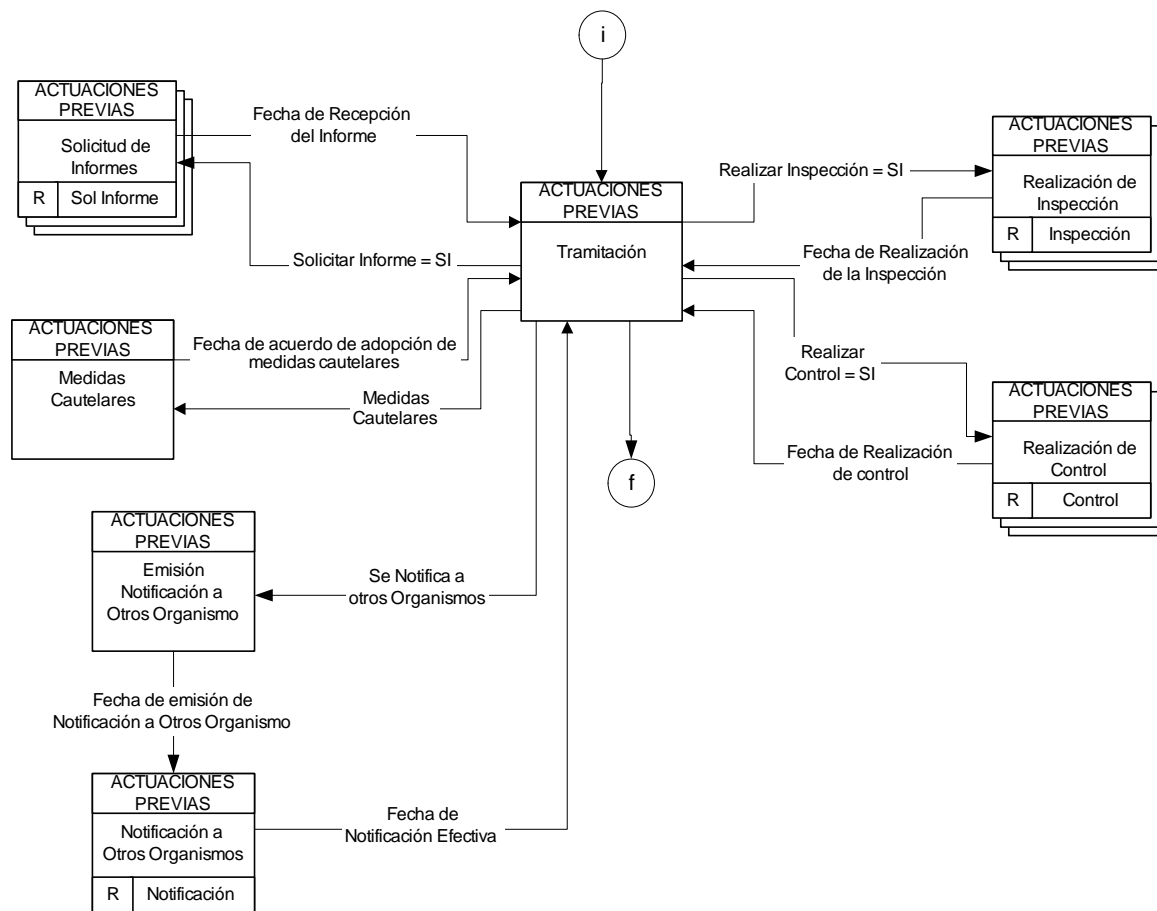 i
ACTUACIONES
PREVIAS
Solicitud de
Informes
R
Sol Informe
Fecha de Recepción
del Informe
Solicitar Informe = SI
ACTUACIONES
PREVIAS
Tramitación
Realizar Inspección = SI
Fecha de Realización
de la Inspección
ACTUACIONES
PREVIAS
Realización de
Inspección
R
Inspección
ACTUACIONES
PREVIAS
Medidas
Cautelares
Fecha de acuerdo de adopción de
medidas cautelares
Medidas
Cautelares
Realizar
Control = SI
Fecha de Realización
de control
ACTUACIONES
PREVIAS
Realización de
Control
R
Control
f
ACTUACIONES
PREVIAS
Emisión
Notificación a
Otros Organismo
Se Notifica a
otros Organismos
Fecha de emisión de
Notificación a Otros Organismo
ACTUACIONES
PREVIAS
Notificación a
Otros Organismos
R
Notificación
Fecha de
Notificación Efectiva